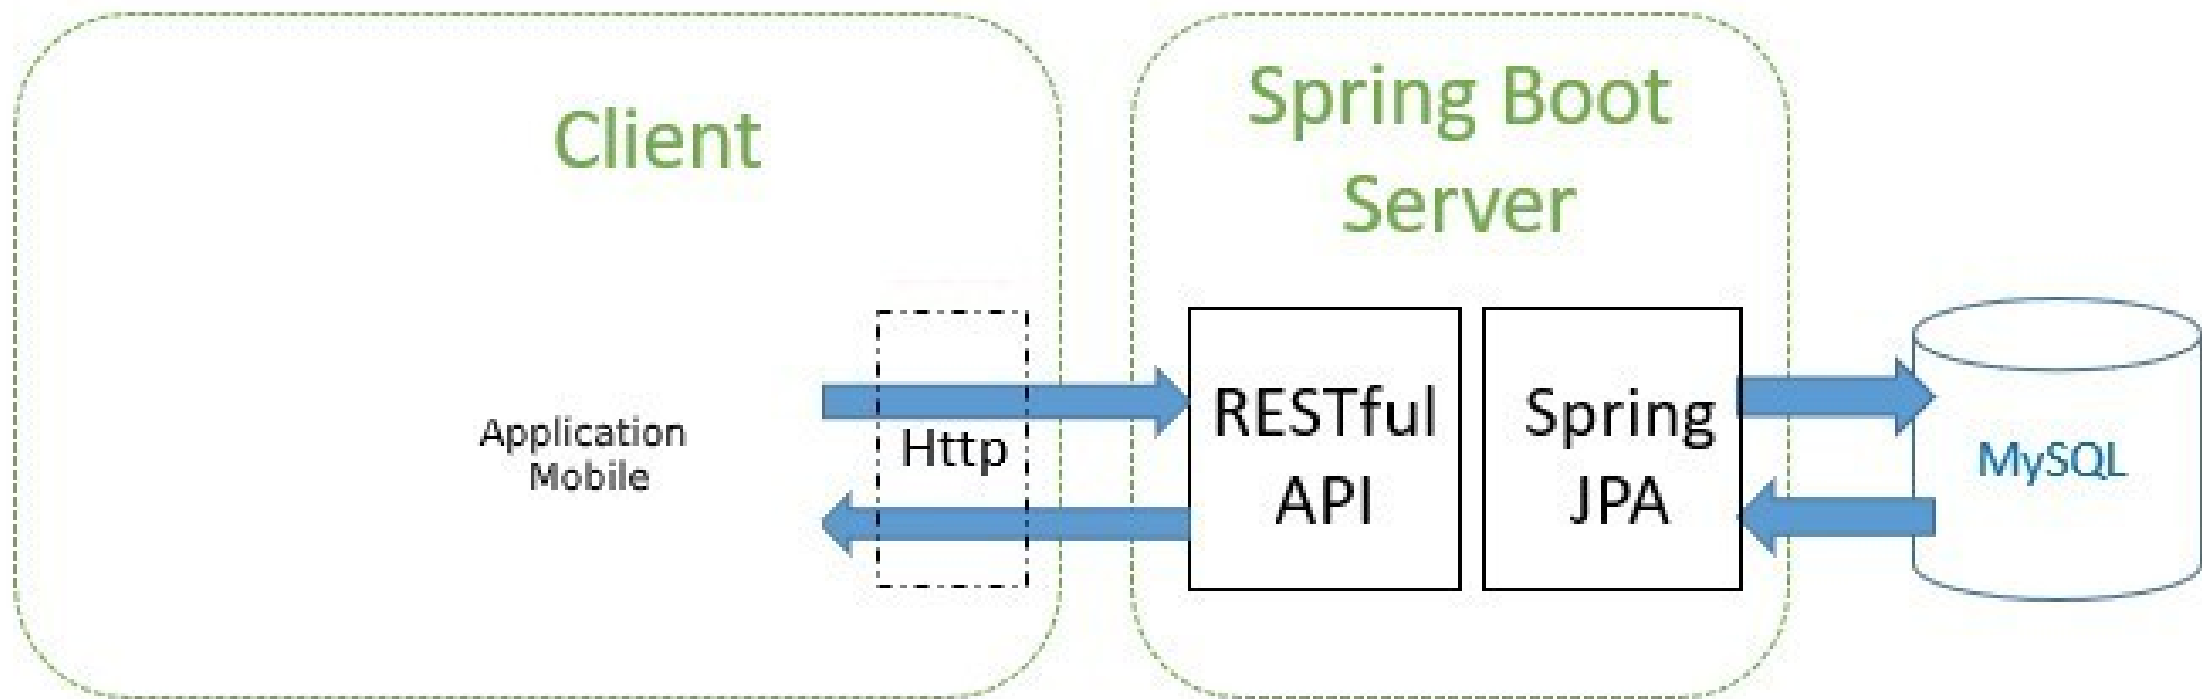 Client
Spring Boot
Server
Application
Mobile
Http
RESTful
API
Spring
JPA
MySQL